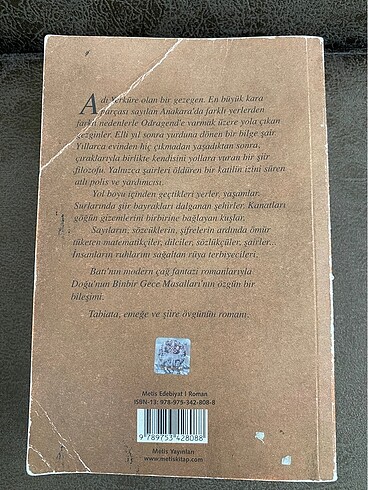 Adı Yerküre olan bir gezegen. En büyük kara
parçası sayılan Anakara'da farklı yerlerden
farklı nedenlerle Odragend'e varmak üzere yola çıkan
gezginler. Elli yıl sonra yurduna dönen bir bilge şair.
Yıllarca evinden hiç çıkmadan yaşadıktan sonra,
çıraklarıyla birlikte kendisini yollara vuran bir şiir
filozofu. Yalnızca şairleri öldüren bir katilin izini süren
atlı polis ve yardımcısı.
Yol boyu içinden geçtikleri yerler, yaşamlar.
Surlarında şiir bayrakları dalganan şehirler. Kanatları
göğün gizemlerini birbirine bağlayan kuşlar.
Sayıların, sözcüklerin, şifrelerin ardında ömür
tüketen matematikçiler, dilciler, sözlükçüler, şairler...
İnsanların ruhlarını sağaltan rüya terbiyecileri.
Batı'nın modern çağ fantazi romanlarıyla
Doğu'nun Binbir Gece Masalları'nın özgün bir
bileşimi.
Tabiata, emeğe ve şiire övgünün romanı.
Metis Edebiyat | Roman
ISBN-13: 978-975-342-808-8
9 789753 428088
Metis Yayınları
www.metiskitap.com